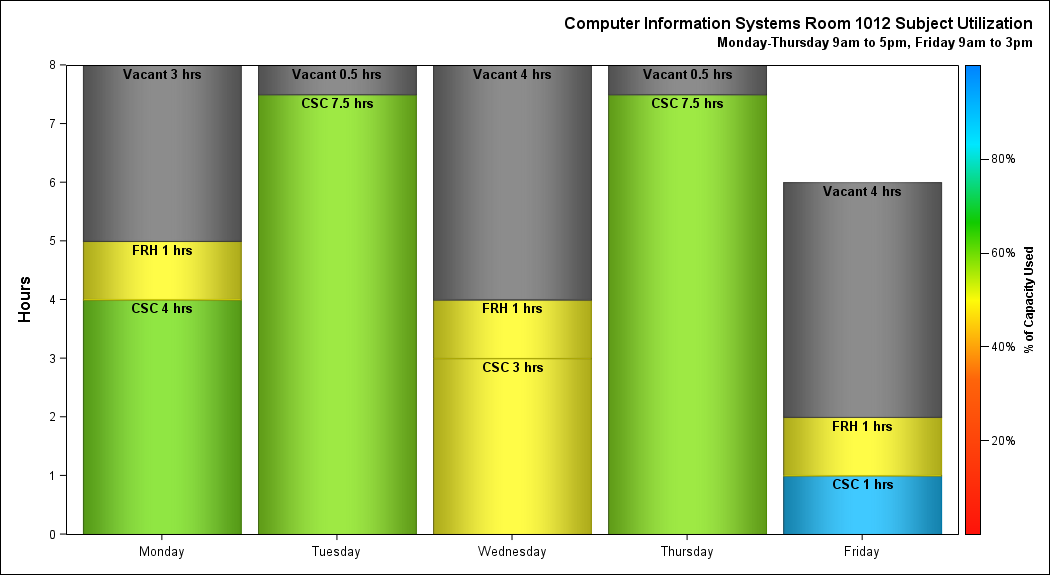 Computer Information Systems Room 1012 Subject Utilization
Monday-Thursday 9am to 5pm, Friday 9am to 3pm
Hours
8
7
6
5
4
3
2
1
0
Vacant 3 hrs
FRH 1 hrs
CSC 4 hrs
Vacant 0.5 hrs
CSC 7.5 hrs
Vacant 4 hrs
FRH 1 hrs
CSC 3 hrs
Vacant 0.5 hrs
CSC 7.5 hrs
Vacant 4 hrs
FRH 1 hrs
CSC 1 hrs
Monday
Tuesday
Wednesday
Thursday
Friday
80%
60%
40%
20%
% of Capacity Used